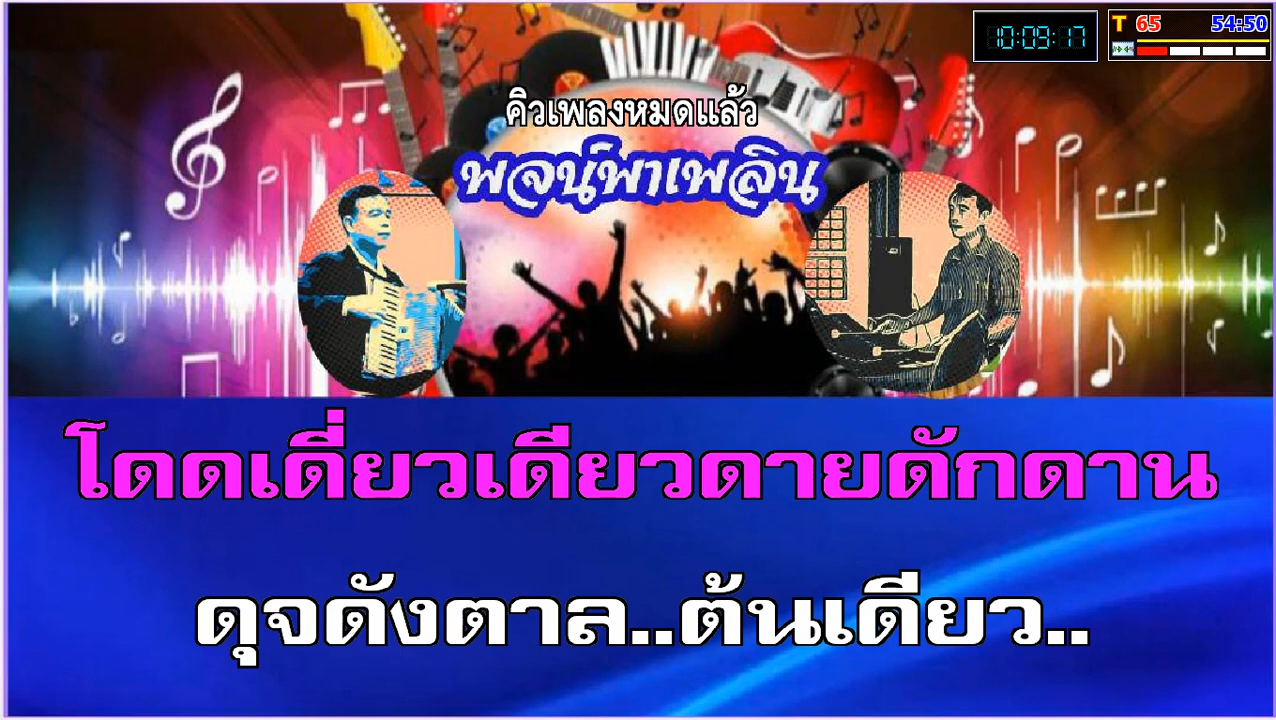 10:09:17
T 65 54:50
คิวเพลงหมดแล้ว
พจน์พาเพลิน
โดดเดี่ยวเดียวดายดักดาน
ดุจดังตาล..ต้นเดียว..